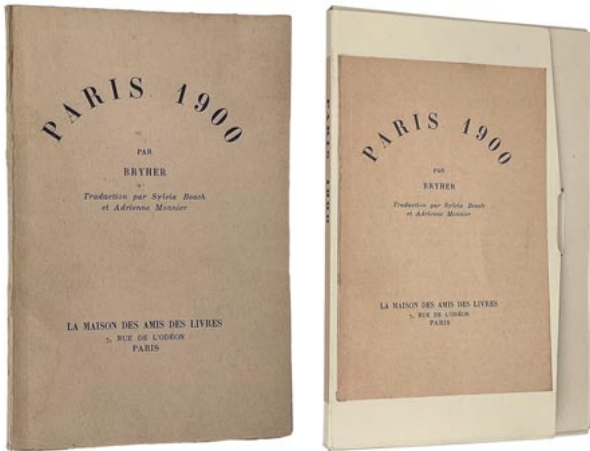 PARIS 1900
PAR
BRYHER
Traduction par Sylvia Beach
et Adrienne Monnier
LA MAISON DES AMIS DES LIVRES
7, RUE DE L'ODÉON
PARIS
PARIS 1900
PAR
BRYHER
Traduction par Sylvia Beach
et Adrienne Monnier
LA MAISON DES AMIS DES LIVRES
7, RUE DE L'ODÉON
PARIS